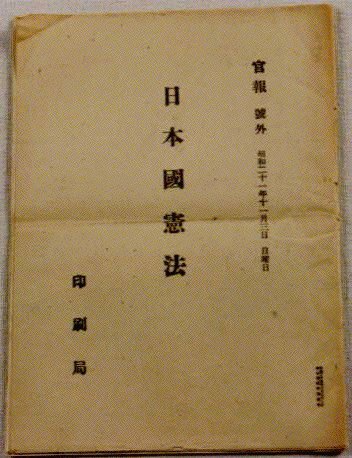 官報 號外 昭和二十一年十一月三日 日曜日
日本國憲法
印刷局